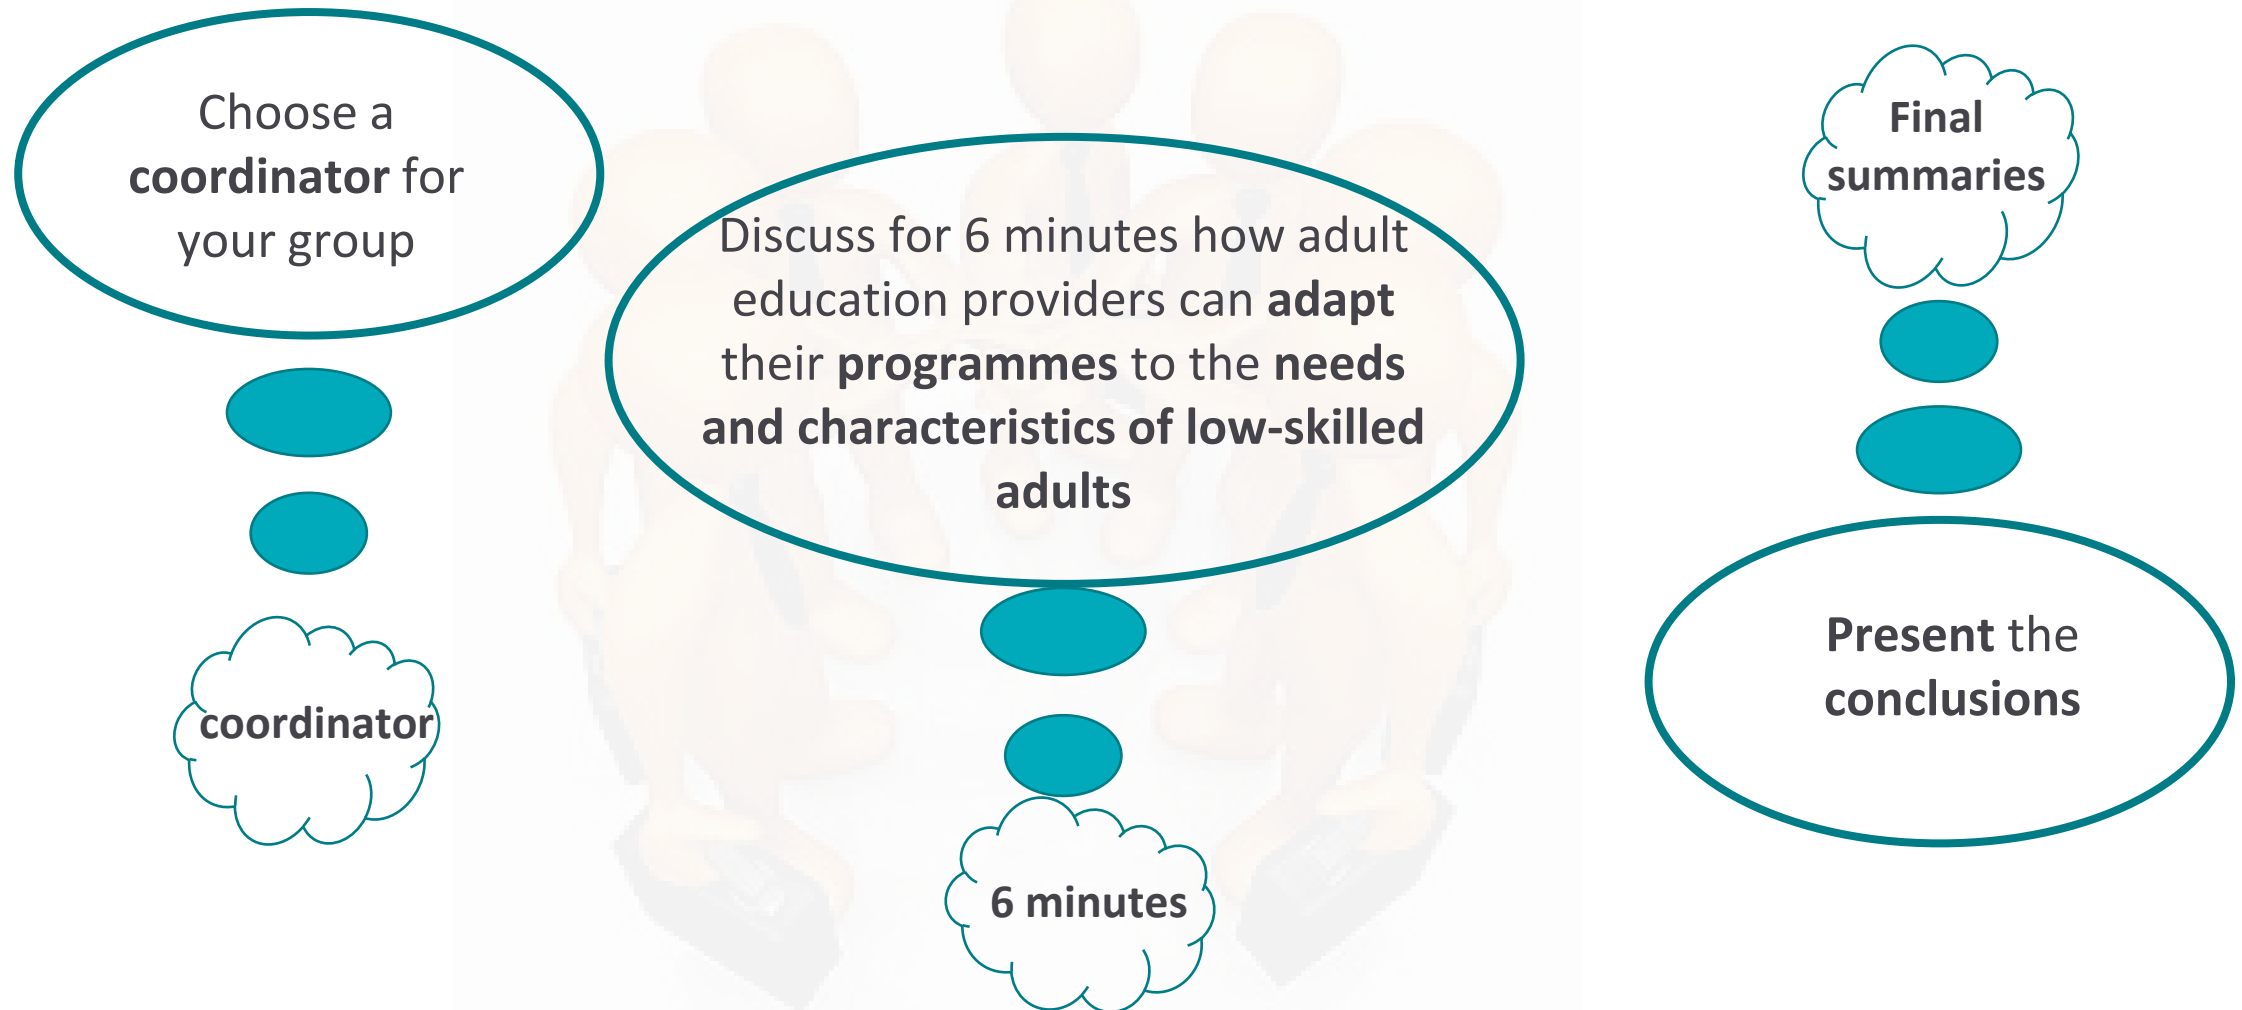 Choose a
coordinator for
your group
coordinator
Discuss for 6 minutes how adult
education providers can adapt
their programmes to the needs
and characteristics of low-skilled
adults
6 minutes
Final
summaries
Present the
conclusions